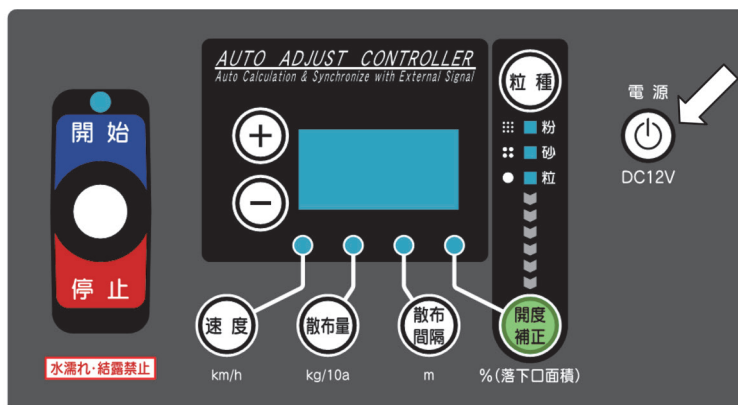 開始
停止
水濡れ・結露禁止
AUTO ADJUST CONTROLLER
Auto Calculation & Synchronize with External Signal
+
−
速度
km/h
散布量
kg/10a
散布
間隔
m
粒種
粉
砂
粒
開度
補正
%(落下口面積)
電源
DC12V